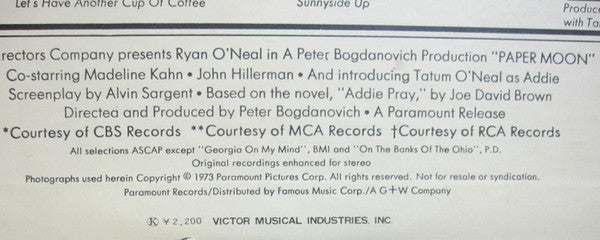 Let's Have Another Cup Of Coffee
Sunnyside Up
Produce
with Ta
rectors Company presents Ryan O'Neal in A Peter Bogdanovich Production "PAPER MOON"
Co-starring Madeline Kahn • John Hillerman • And introducing Tatum O'Neal as Addie
Screenplay by Alvin Sargent • Based on the novel, "Addie Pray," by Joe David Brown
Directea and Produced by Peter Bogdanovich • A Paramount Release
*Courtesy of CBS Records **Courtesy of MCA Records †Courtesy of RCA Records
All selections ASCAP except "Georgia On My Mind", BMI and "On The Banks Of The Ohio", P.D.
Original recordings enhanced for stereo
Photographs used herein Copyright © 1973 Paramount Pictures Corp. All rights reserved. Not for resale or syndication.
Paramount Records/Distributed by Famous Music Corp./A G+W Company
Ⓚ ¥2,200 VICTOR MUSICAL INDUSTRIES, INC.